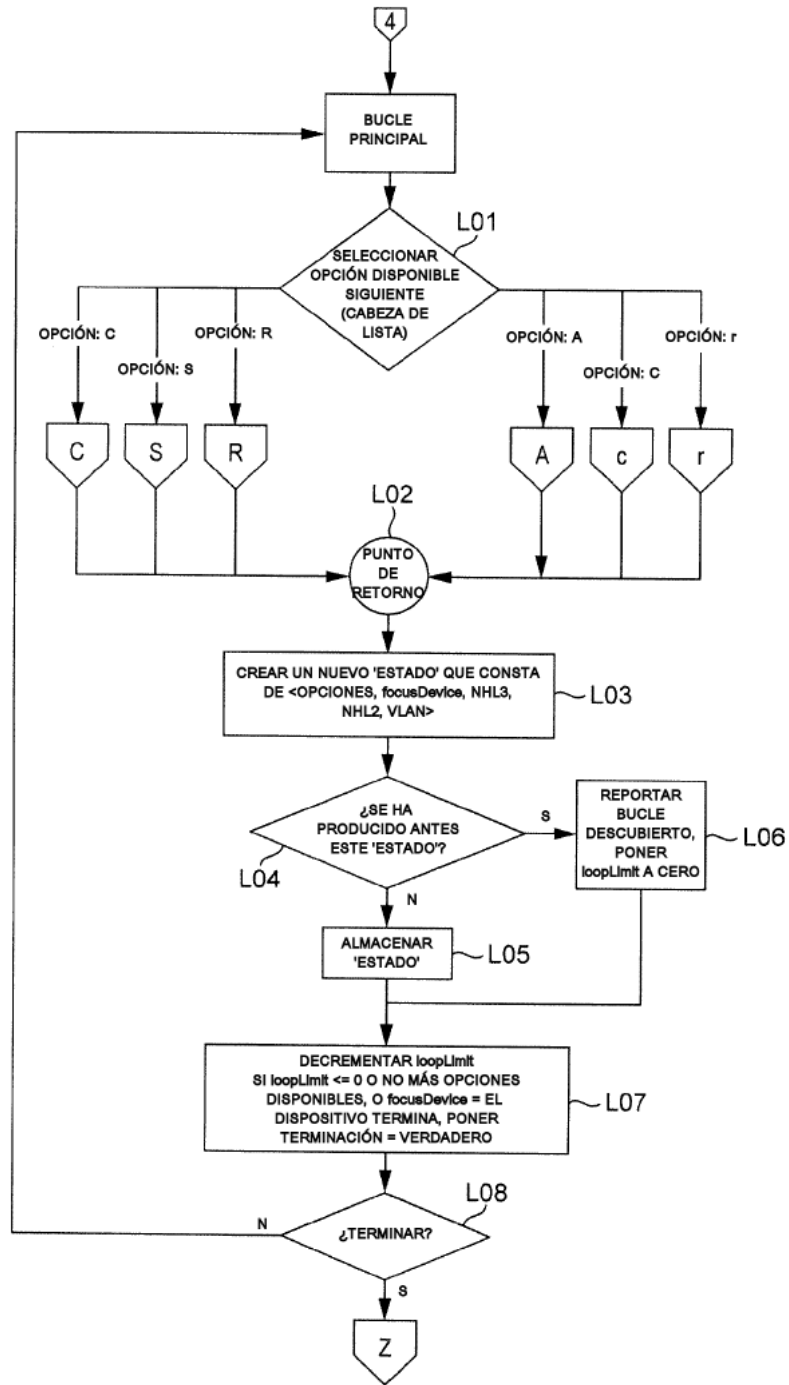 4
BUCLE
PRINCIPAL
L01
SELECCIONAR
OPCIÓN DISPONIBLE
SIGUIENTE
(CABEZA DE
LISTA)
OPCIÓN: C
OPCIÓN: S
OPCIÓN: R
OPCIÓN: A
OPCIÓN: C
OPCIÓN: r
C
S
R
A
c
r
L02
PUNTO
DE
RETORNO
CREAR UN NUEVO 'ESTADO' QUE CONSTA
DE <OPCIONES, focusDevice, NHL3,
NHL2, VLAN>
L03
¿SE HA
PRODUCIDO ANTES
ESTE 'ESTADO'?
L04
S
N
REPORTAR
BUCLE
DESCUBIERTO,
PONER
loopLimit A CERO
L06
ALMACENAR
'ESTADO'
L05
DECREMENTAR loopLimit
SI loopLimit <= 0 O NO MÁS OPCIONES
DISPONIBLES, O focusDevice = EL
DISPOSITIVO TERMINA, PONER
TERMINACIÓN = VERDADERO
L07
L08
N
¿TERMINAR?
S
Z